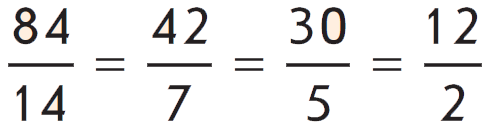 84/14 = 42/7 = 30/5 = 12/2